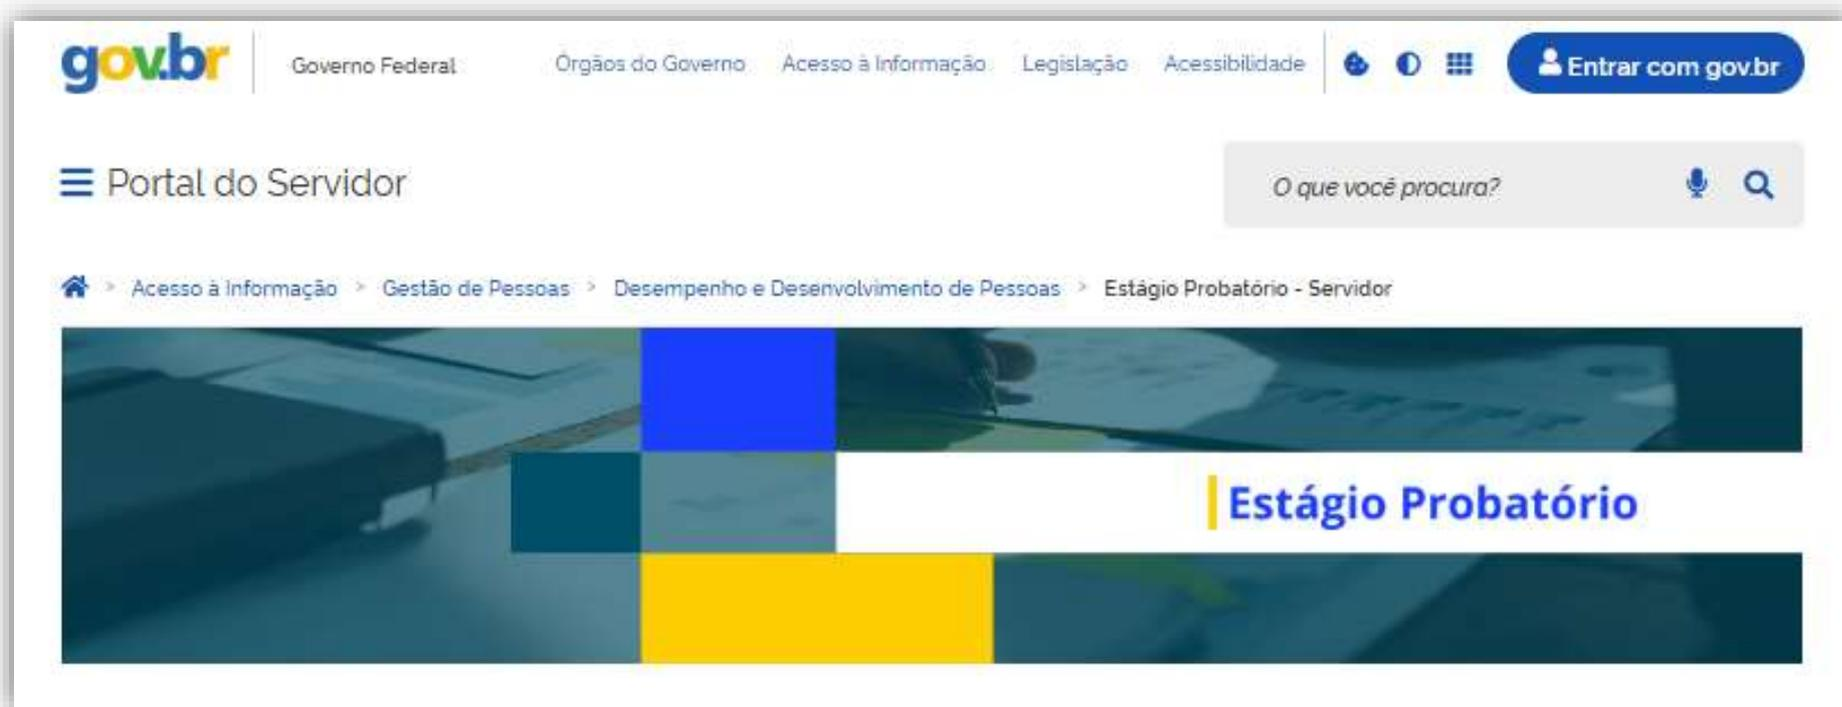 gov.br
Governo Federal
Órgãos do Governo Acesso à Informação Legislação Acessibilidade
Entrar com gov.br
Portal do Servidor
O que você procura?
> Acesso à Informação > Gestão de Pessoas > Desempenho e Desenvolvimento de Pessoas > Estágio Probatório - Servidor
Estágio Probatório